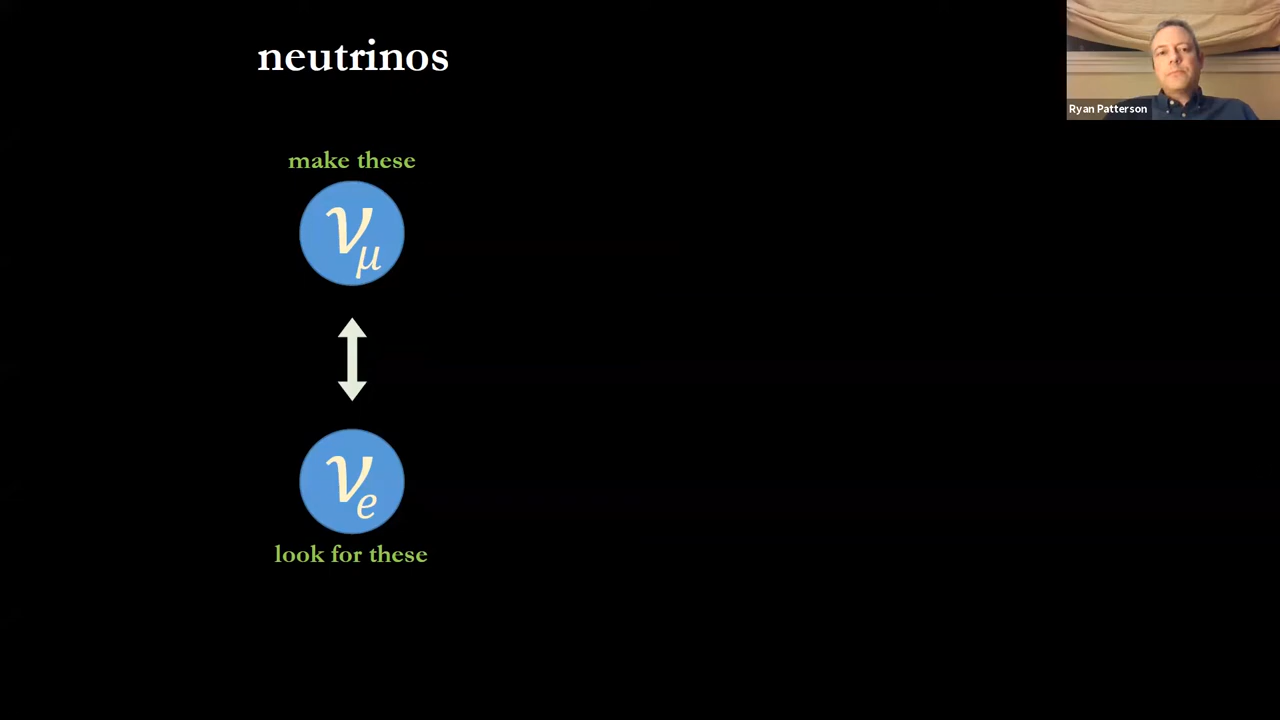 neutrinos
Ryan Patterson
make these
νμ
νe
look for these